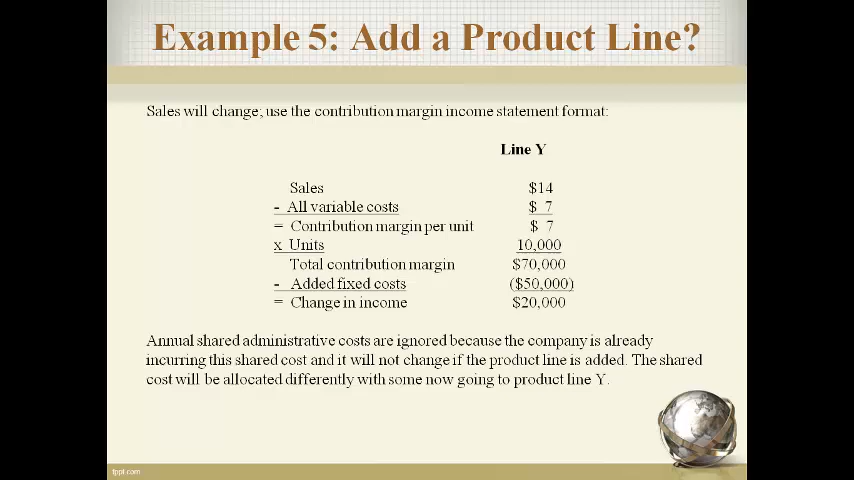 Example 5: Add a Product Line?
Sales will change; use the contribution margin income statement format:
Line Y
Sales $14
- All variable costs $ 7
= Contribution margin per unit $ 7
x Units 10,000
Total contribution margin $70,000
- Added fixed costs ($50,000)
= Change in income $20,000
Annual shared administrative costs are ignored because the company is already
incurring this shared cost and it will not change if the product line is added. The shared
cost will be allocated differently with some now going to product line Y.
fppt.com